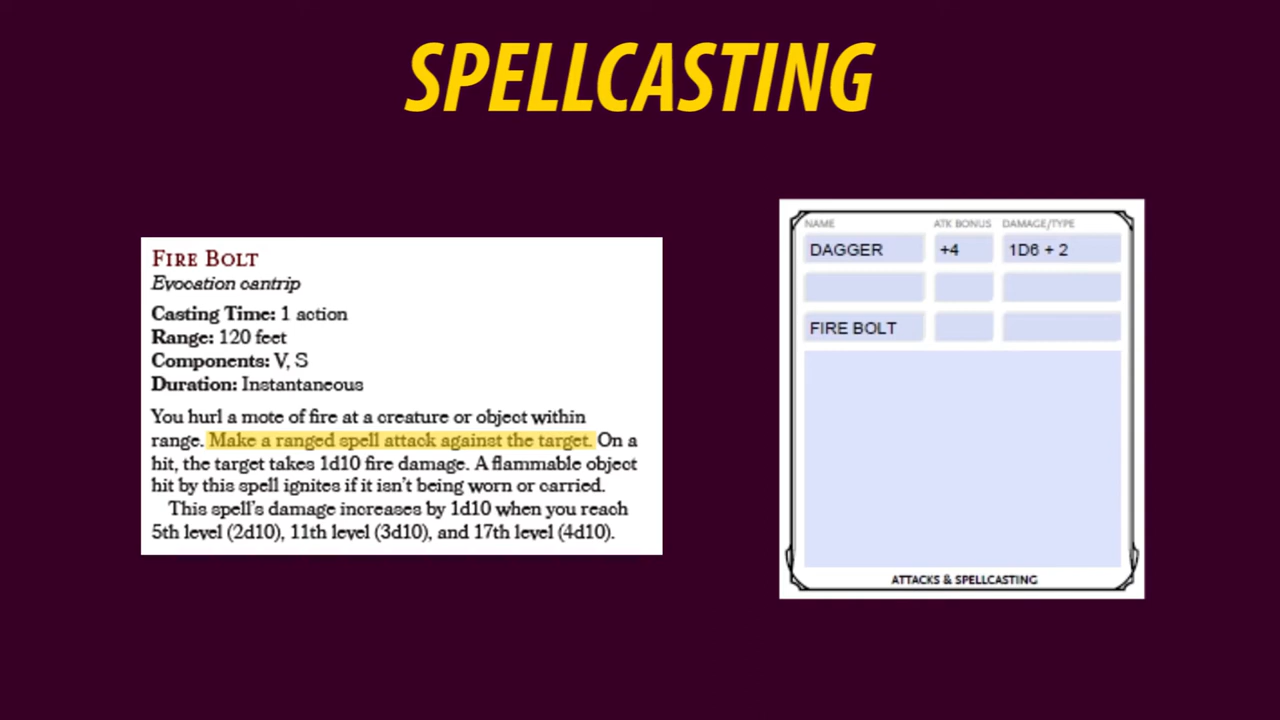 SPELLCASTING
FIRE BOLT
Evocation cantrip
Casting Time: 1 action
Range: 120 feet
Components: V, S
Duration: Instantaneous
You hurl a mote of fire at a creature or object within
range. Make a ranged spell attack against the target. On a
hit, the target takes 1d10 fire damage. A flammable object
hit by this spell ignites if it isn't being worn or carried.
This spell's damage increases by 1d10 when you reach
5th level (2d10), 11th level (3d10), and 17th level (4d10).
NAME ATK BONUS DAMAGE/TYPE
DAGGER +4 1D6 + 2
FIRE BOLT
ATTACKS & SPELLCASTING